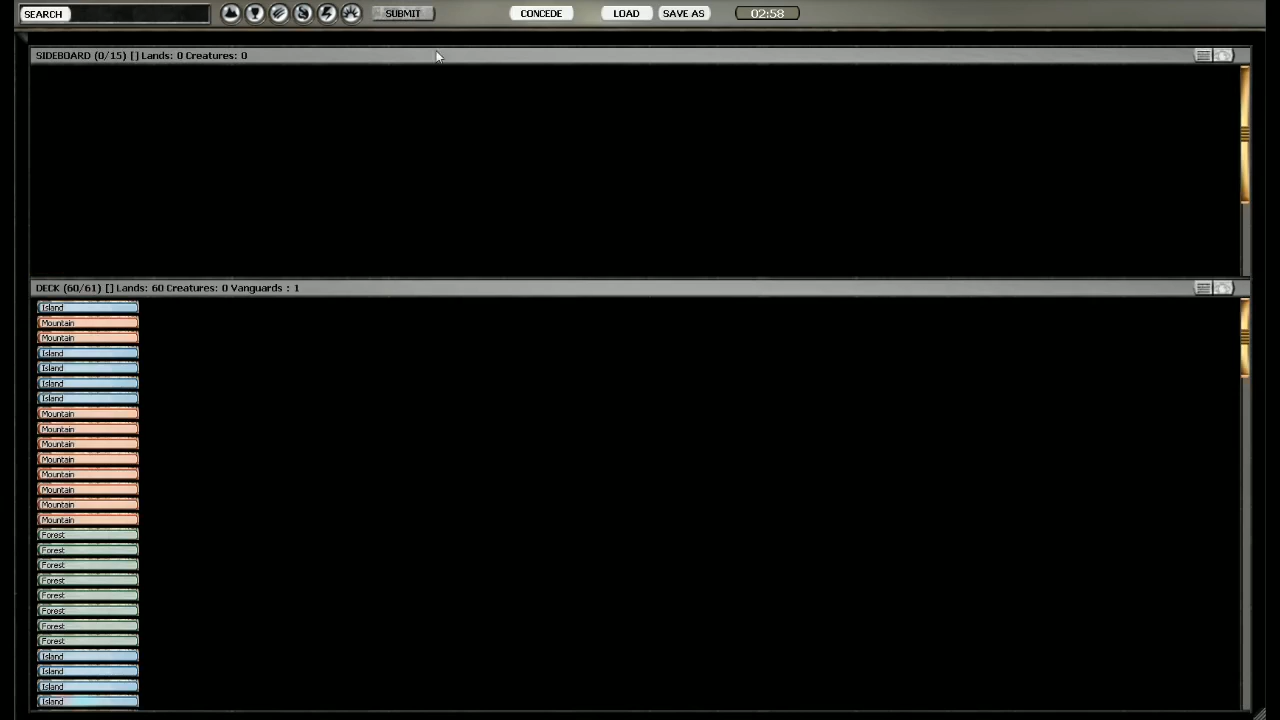 SEARCH SUBMIT CONCEDE LOAD SAVE AS 02:58
SIDEBOARD (0/15) [] Lands: 0 Creatures: 0
DECK (60/61) [] Lands: 60 Creatures: 0 Vanguards : 1
Island
Mountain
Mountain
Island
Island
Island
Island
Mountain
Mountain
Mountain
Mountain
Mountain
Mountain
Mountain
Mountain
Forest
Forest
Forest
Forest
Forest
Forest
Forest
Forest
Island
Island
Island
Island